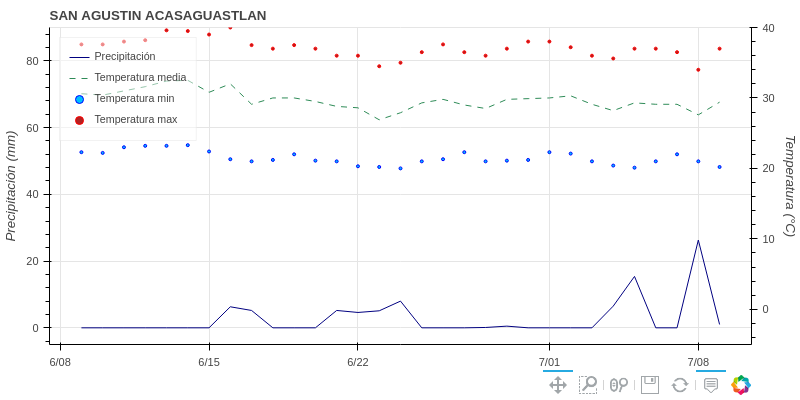 SAN AGUSTIN ACASAGUASTLAN
Precipitación
Temperatura media
Temperatura min
Temperatura max
Precipitación (mm)
80
60
40
20
0
Temperatura (°C)
40
30
20
10
0
6/08
6/15
6/22
7/01
7/08